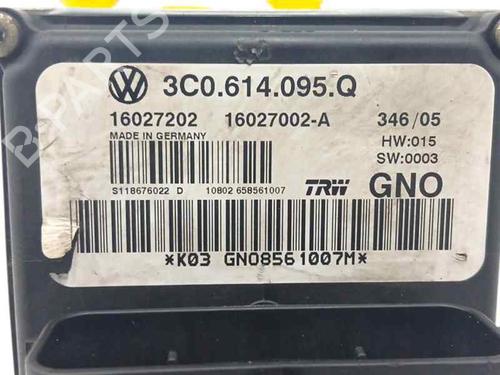 B-PARTS
3C0.614.095.Q
16027202 16027002-A 346/05
MADE IN GERMANY HW:015
SW:0003
S118676022 D 10802 658561007 TRW GNO
*K03 GNO8561007M*